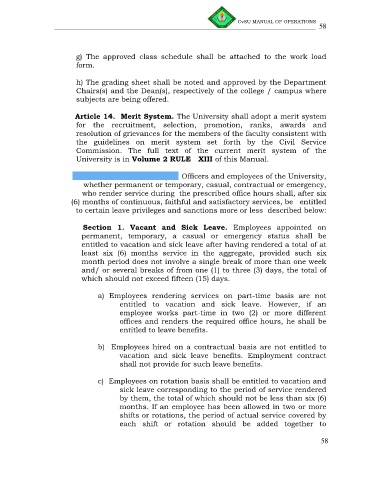 CvSU MANUAL OF OPERATIONS
58
g) The approved class schedule shall be attached to the work load
form.
h) The grading sheet shall be noted and approved by the Department
Chairs(s) and the Dean(s), respectively of the college / campus where
subjects are being offered.
Article 14. Merit System. The University shall adopt a merit system
for the recruitment, selection, promotion, ranks, awards and
resolution of grievances for the members of the faculty consistent with
the guidelines on merit system set forth by the Civil Service
Commission. The full text of the current merit system of the
University is in Volume 2 RULE XIII of this Manual.
Officers and employees of the University,
whether permanent or temporary, casual, contractual or emergency,
who render service during the prescribed office hours shall, after six
(6) months of continuous, faithful and satisfactory services, be entitled
to certain leave privileges and sanctions more or less described below:
Section 1. Vacant and Sick Leave. Employees appointed on
permanent, temporary, a casual or emergency status shall be
entitled to vacation and sick leave after having rendered a total of at
least six (6) months service in the aggregate, provided such six
month period does not involve a single break of more than one week
and/ or several breaks of from one (1) to three (3) days, the total of
which should not exceed fifteen (15) days.
a) Employees rendering services on part-time basis are not
entitled to vacation and sick leave. However, if an
employee works part-time in two (2) or more different
offices and renders the required office hours, he shall be
entitled to leave benefits.
b) Employees hired on a contractual basis are not entitled to
vacation and sick leave benefits. Employment contract
shall not provide for such leave benefits.
c) Employees on rotation basis shall be entitled to vacation and
sick leave corresponding to the period of service rendered
by them, the total of which should not be less than six (6)
months. If an employee has been allowed in two or more
shifts or rotations, the period of actual service covered by
each shift or rotation should be added together to
58